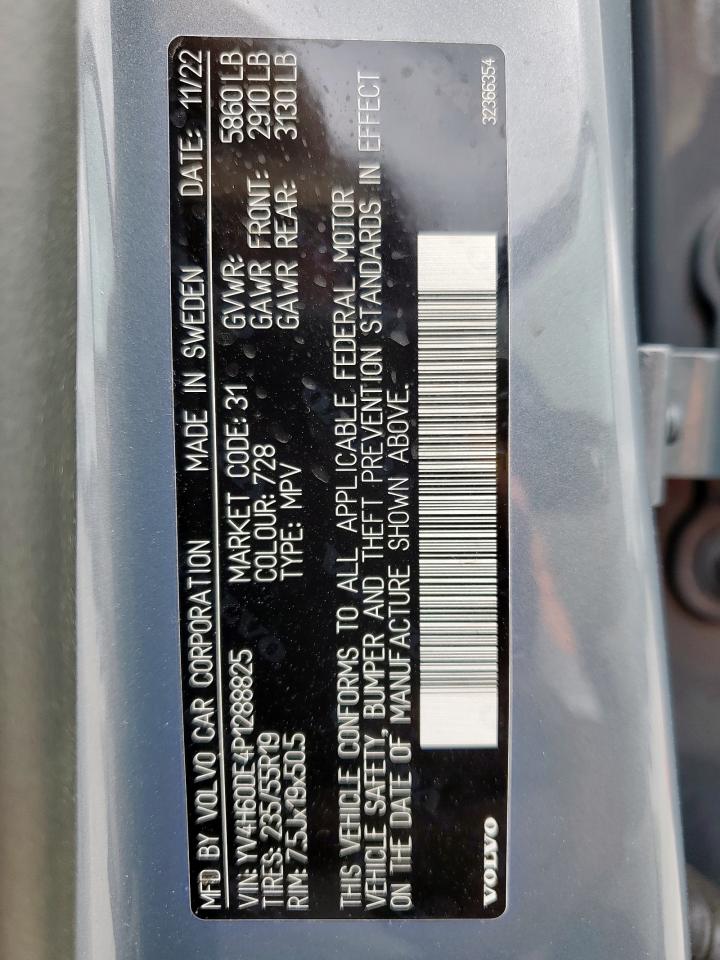 MFD BY VOLVO CAR CORPORATION MADE IN SWEDEN DATE: 11/22
VIN: YV4H60DE4P1288825 MARKET CODE: 31 GVWR: 5860 LB
TIRES: 235/55R19 COLOUR: 728 GAWR FRONT: 2910 LB
RIM: 7.5Jx19x50.5 TYPE: MPV GAWR REAR: 3130 LB
THIS VEHICLE CONFORMS TO ALL APPLICABLE FEDERAL MOTOR
VEHICLE SAFETY, BUMPER AND THEFT PREVENTION STANDARDS IN EFFECT
ON THE DATE OF MANUFACTURE SHOWN ABOVE.
VOLVO 32366354